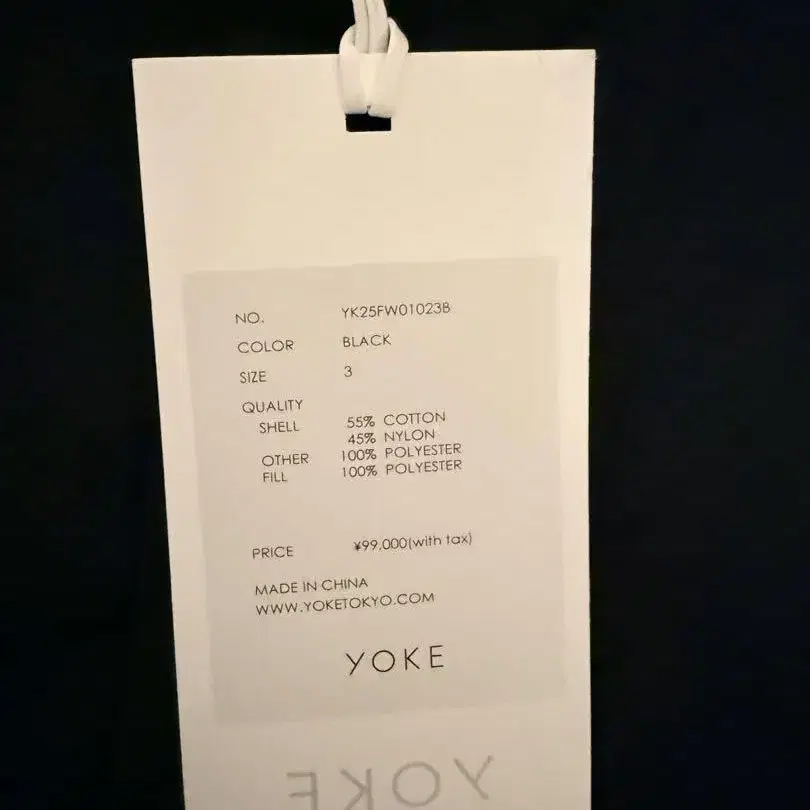 NO. YK25FW01023B
COLOR BLACK
SIZE 3
QUALITY
SHELL 55% COTTON
45% NYLON
OTHER 100% POLYESTER
FILL 100% POLYESTER
PRICE ¥99,000(with tax)
MADE IN CHINA
WWW.YOKETOKYO.COM
YOKE
YOKE